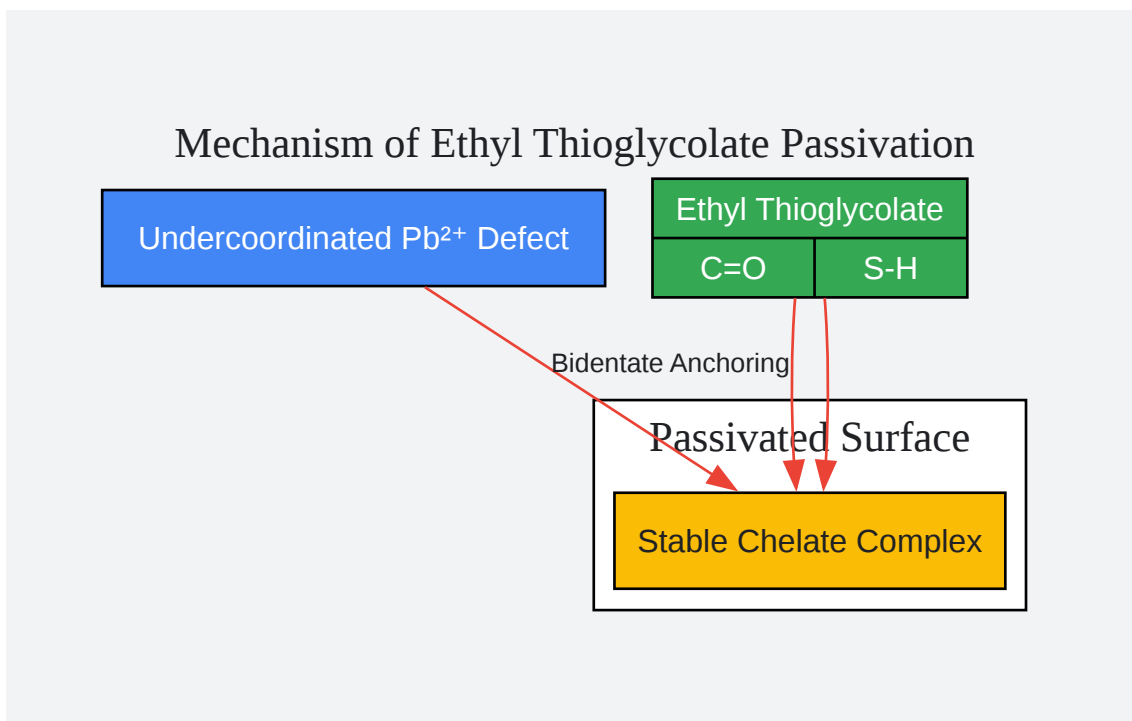 Mechanism of Ethyl Thioglycolate Passivation
Undercoordinated Pb²⁺ Defect
Ethyl Thioglycolate
C=O
S-H
Bidentate Anchoring
Passivated Surface
Stable Chelate Complex